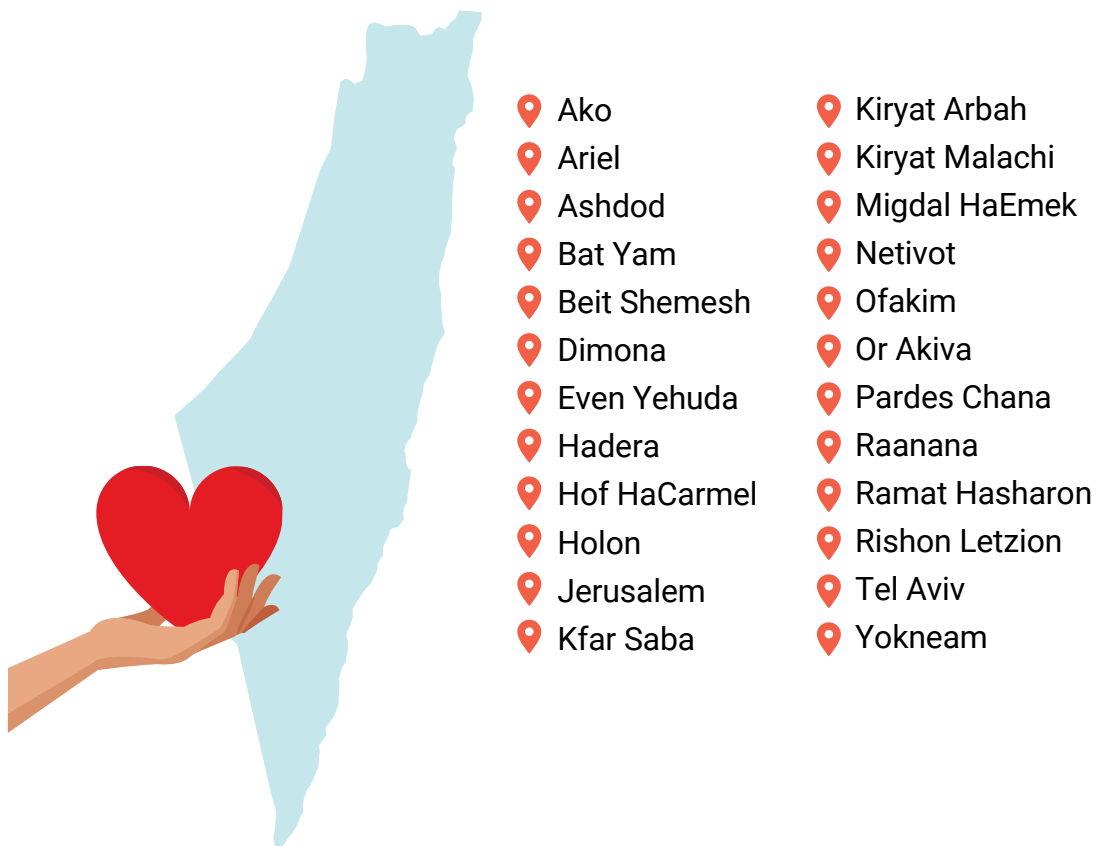 Ako
Ariel
Ashdod
Bat Yam
Beit Shemesh
Dimona
Even Yehuda
Hadera
Hof HaCarmel
Holon
Jerusalem
Kfar Saba
Kiryat Arbah
Kiryat Malachi
Migdal HaEmek
Netivot
Ofakim
Or Akiva
Pardes Chana
Raanana
Ramat Hasharon
Rishon Letzion
Tel Aviv
Yokneam